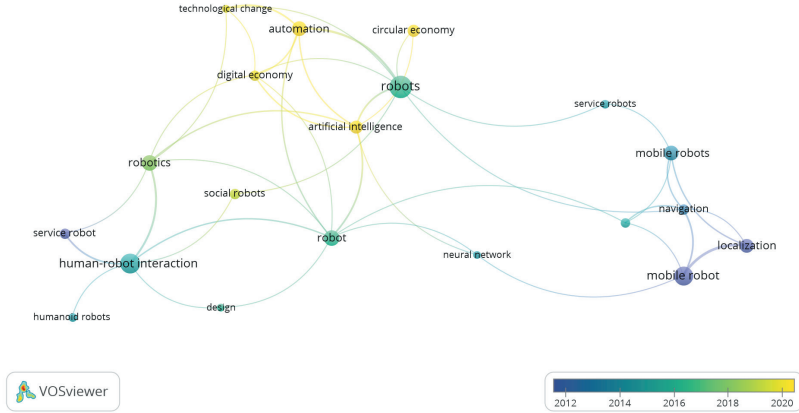 technological change
automation
circular economy
digital economy
robots
service robots
artificial intelligence
mobile robots
robotics
social robots
navigation
service robot
robot
localization
human-robot interaction
neural network
mobile robot
design
humanoid robots
VOSviewer
2012 2014 2016 2018 2020